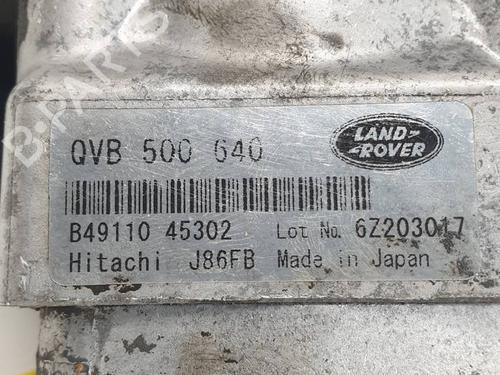 QVB 500 640
LAND-
ROVER
B49110 45302 Lot No. 6Z203017
Hitachi J86FB Made in Japan
B-PARTS